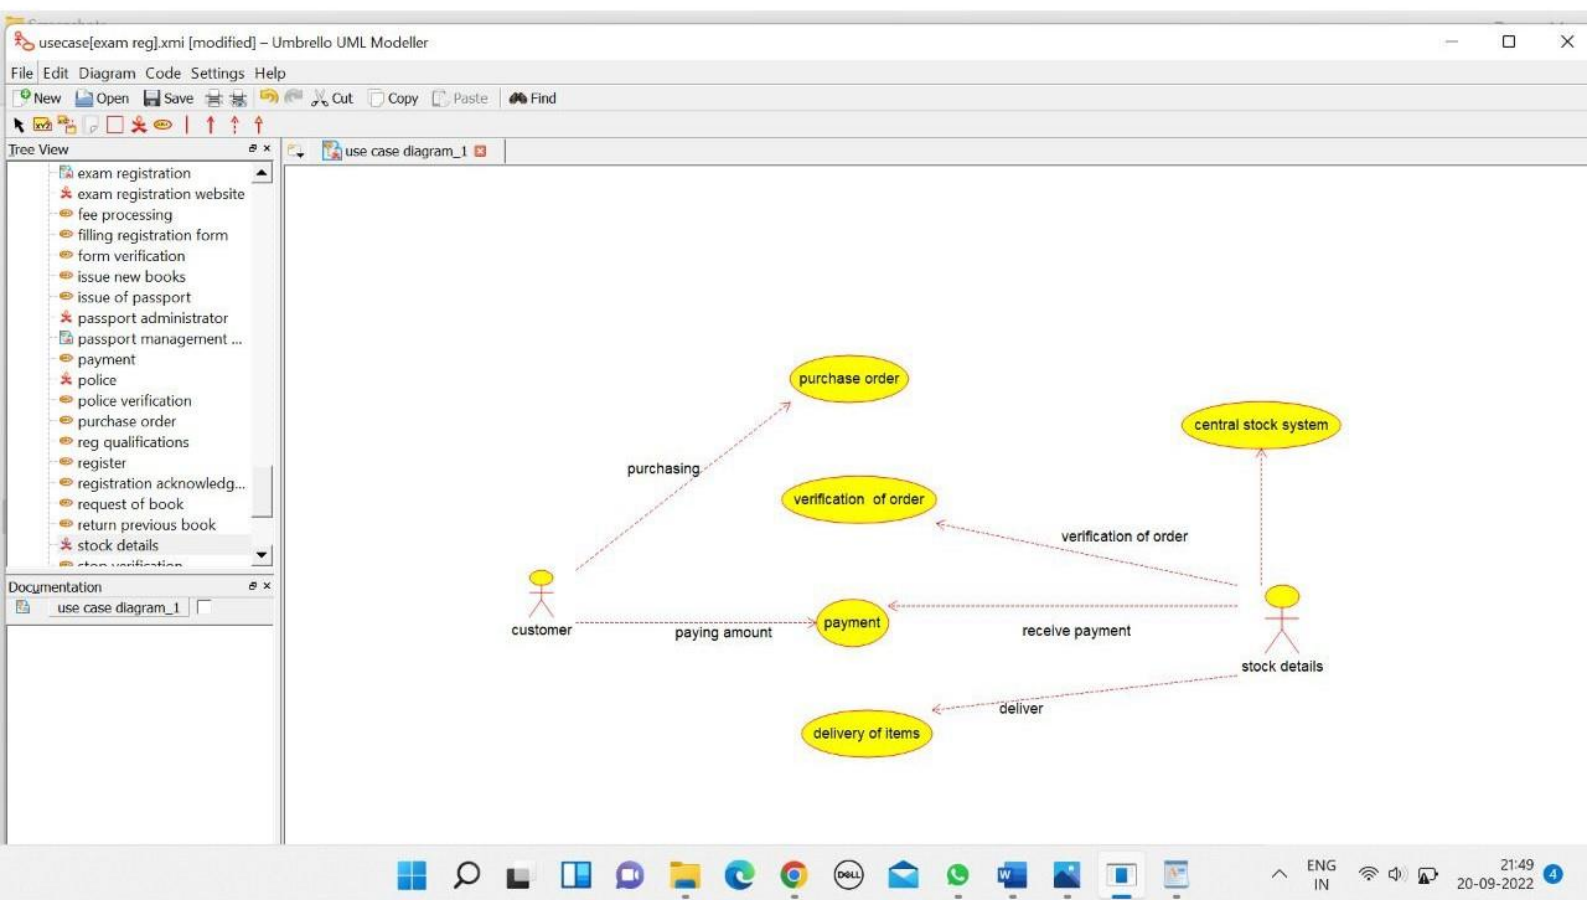 usecase[exam reg].xmi [modified] – Umbrello UML Modeller
File Edit Diagram Code Settings Help
New Open Save Cut Copy Paste Find
Tree View
use case diagram_1
exam registration
exam registration website
fee processing
filling registration form
form verification
issue new books
issue of passport
passport administrator
passport management ...
payment
police
police verification
purchase order
reg qualifications
register
registration acknowledg...
request of book
return previous book
stock details
Documentation
use case diagram_1
purchase order
central stock system
purchasing
verification of order
verification of order
customer
paying amount
payment
receive payment
stock details
deliver
delivery of items
DELL
ENG
IN
21:49
20-09-2022
4